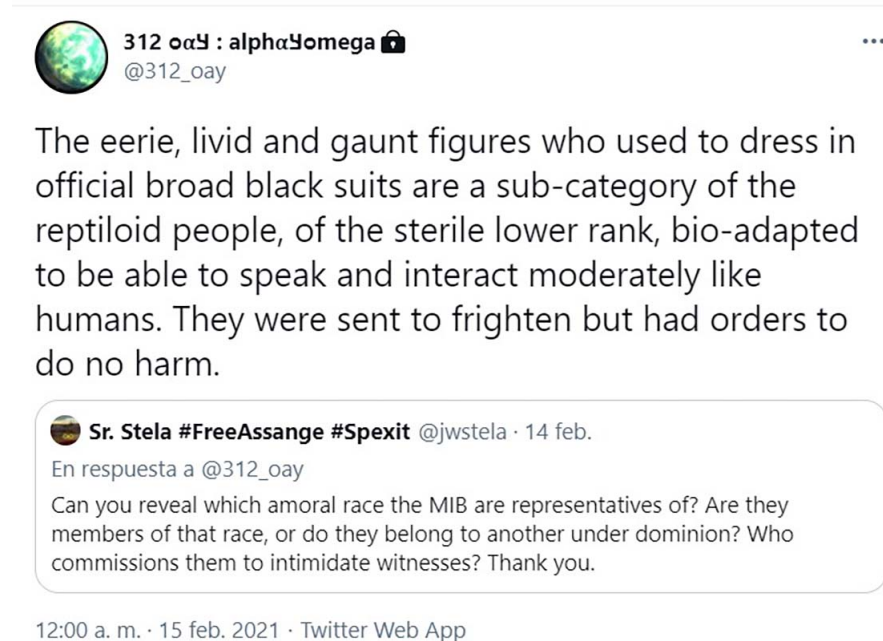 312 oαყ : alphαყomega
@312_oay
The eerie, livid and gaunt figures who used to dress in
official broad black suits are a sub-category of the
reptiloid people, of the sterile lower rank, bio-adapted
to be able to speak and interact moderately like
humans. They were sent to frighten but had orders to
do no harm.
Sr. Stela #FreeAssange #Spexit @jwstela · 14 feb.
En respuesta a @312_oay
Can you reveal which amoral race the MIB are representatives of? Are they
members of that race, or do they belong to another under dominion? Who
commissions them to intimidate witnesses? Thank you.
12:00 a. m. · 15 feb. 2021 · Twitter Web App